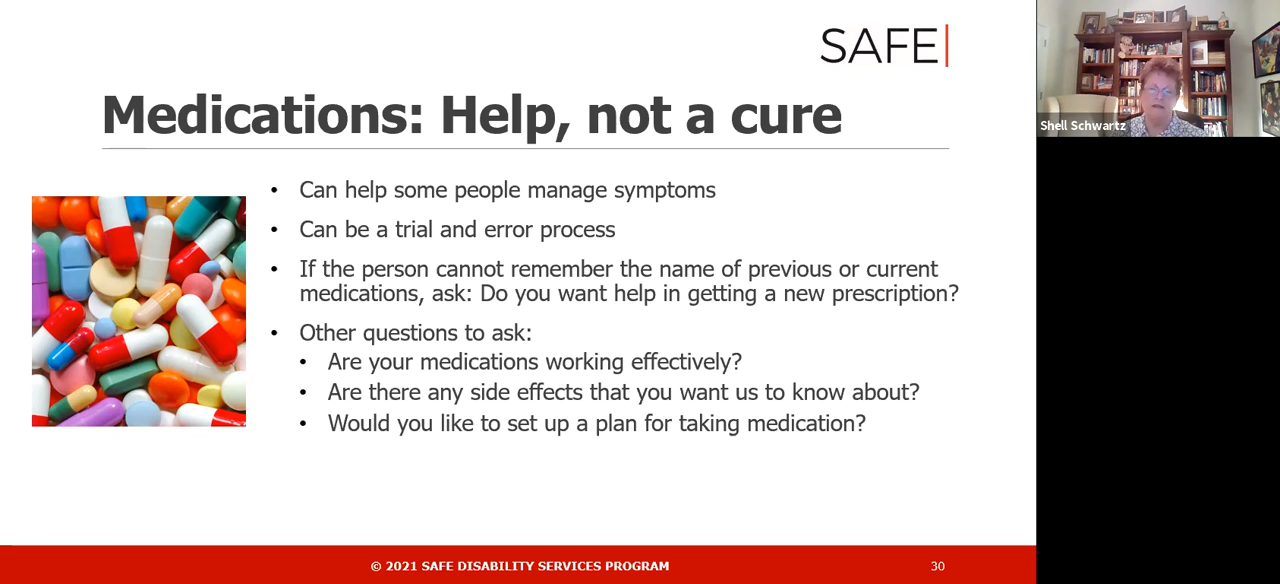 SAFE
Medications: Help, not a cure
• Can help some people manage symptoms
• Can be a trial and error process
• If the person cannot remember the name of previous or current
medications, ask: Do you want help in getting a new prescription?
• Other questions to ask:
• Are your medications working effectively?
• Are there any side effects that you want us to know about?
• Would you like to set up a plan for taking medication?
© 2021 SAFE DISABILITY SERVICES PROGRAM
30
Shell Schwartz